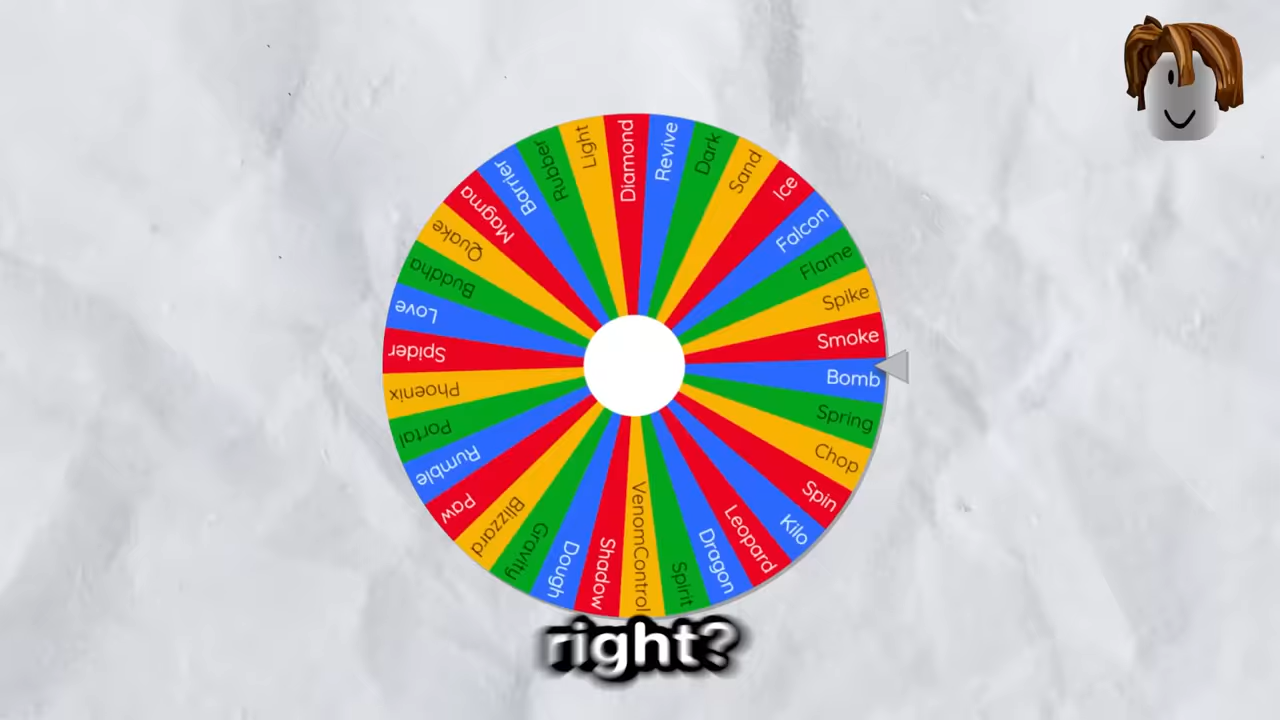 Diamond
Revive
Dark
Sand
Ice
Falcon
Flame
Spike
Smoke
Bomb
Spring
Chop
Spin
Kilo
Leopard
Dragon
Spirit
VenomControl
Shadow
Dough
Gravity
Blizzard
Paw
Rumble
Portal
Phoenix
Spider
Love
Buddha
Quake
Magma
Barrier
Rubber
Light
right?